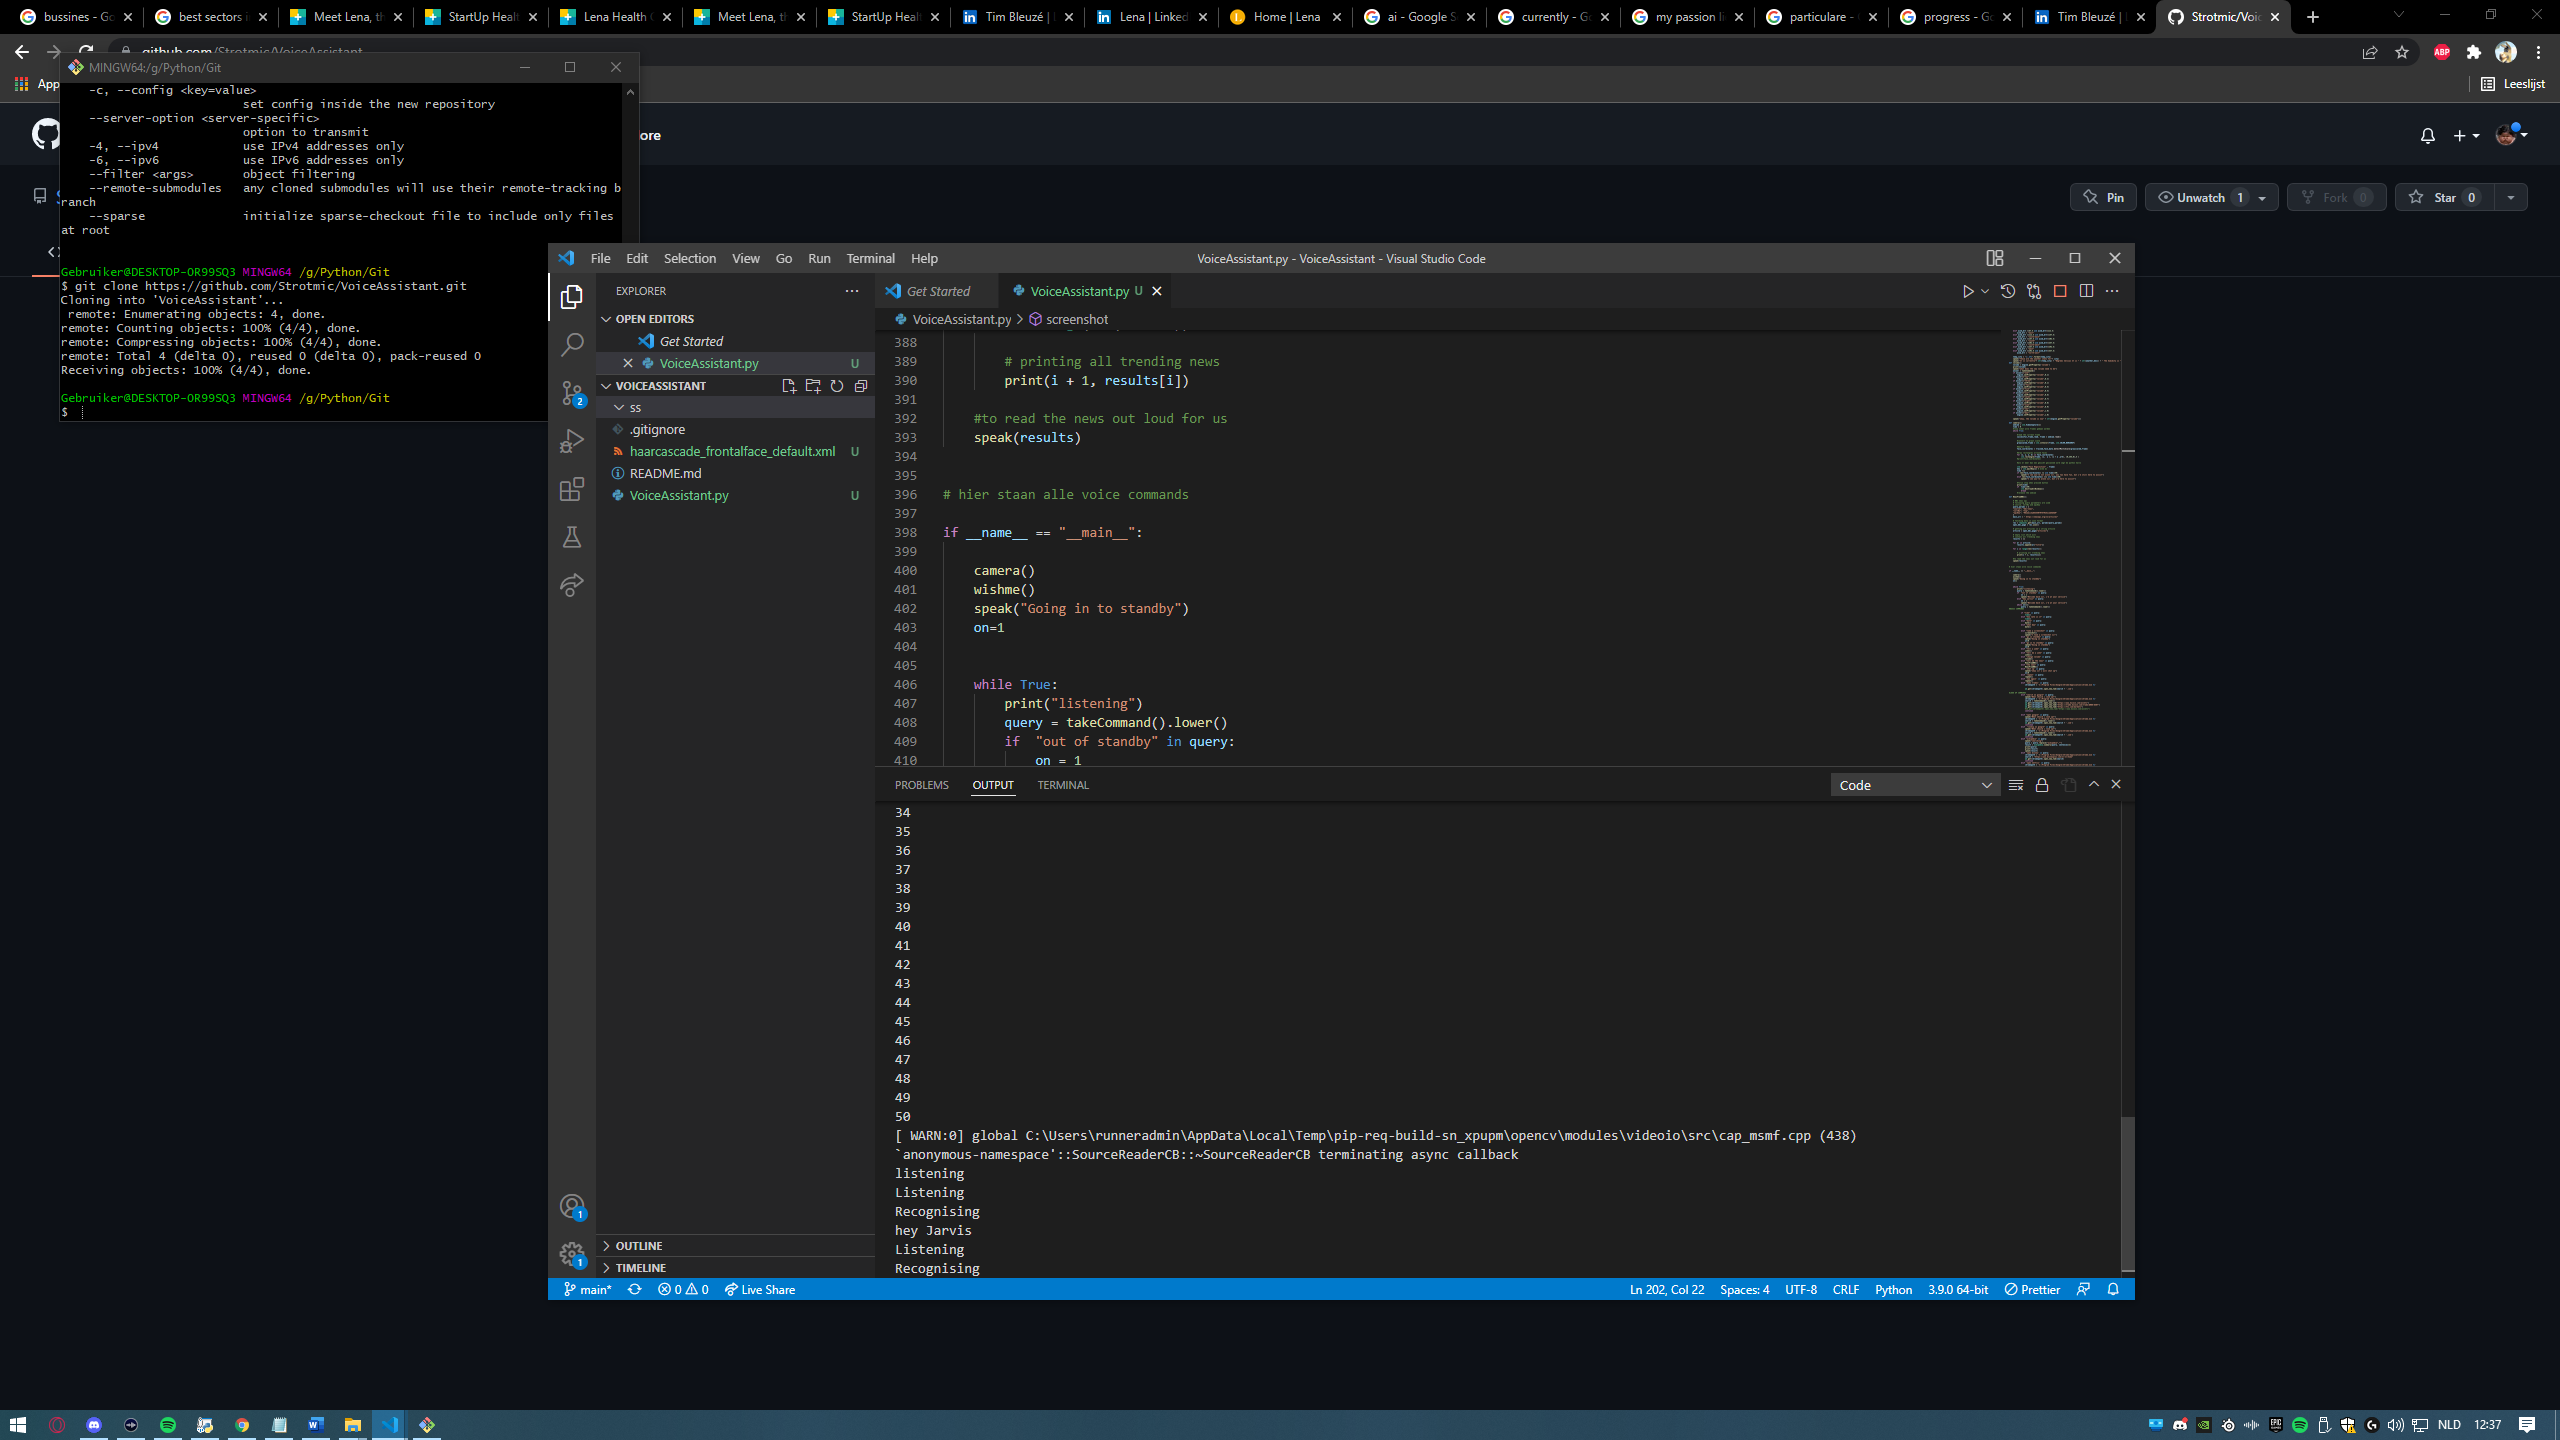 bussines - Go
best sectors i
Meet Lena, th
StartUp Healt
Lena Health
Meet Lena, th
StartUp Healt
Tim Bleuzé |
Lena | Linked
Home | Lena
ai - Google S
currently - Go
my passion li
particulare -
progress - Go
Tim Bleuzé |
Strotmic/Voic
github.com/Strotmic/VoiceAssistant
ABP
App
Leeslijst
MINGW64:/g/Python/Git
-c, --config <key=value>
set config inside the new repository
--server-option <server-specific>
option to transmit
-4, --ipv4 use IPv4 addresses only
-6, --ipv6 use IPv6 addresses only
--filter <args> object filtering
--remote-submodules any cloned submodules will use their remote-tracking b
ranch
--sparse initialize sparse-checkout file to include only files
at root
Gebruiker@DESKTOP-OR99SQ3 MINGW64 /g/Python/Git
$ git clone https://github.com/Strotmic/VoiceAssistant.git
Cloning into 'VoiceAssistant'...
remote: Enumerating objects: 4, done.
remote: Counting objects: 100% (4/4), done.
remote: Compressing objects: 100% (4/4), done.
remote: Total 4 (delta 0), reused 0 (delta 0), pack-reused 0
Receiving objects: 100% (4/4), done.
Gebruiker@DESKTOP-OR99SQ3 MINGW64 /g/Python/Git
$
ore
Pin
Unwatch 1
Fork 0
Star 0
File Edit Selection View Go Run Terminal Help
VoiceAssistant.py - VoiceAssistant - Visual Studio Code
EXPLORER
OPEN EDITORS
Get Started
VoiceAssistant.py U
VOICEASSISTANT
ss
.gitignore
haarcascade_frontalface_default.xml U
README.md
VoiceAssistant.py U
2
1
1
OUTLINE
TIMELINE
Get Started
VoiceAssistant.py U
VoiceAssistant.py > screenshot
388
389 # printing all trending news
390 print(i + 1, results[i])
391
392 #to read the news out loud for us
393 speak(results)
394
395
396 # hier staan alle voice commands
397
398 if __name__ == "__main__":
399
400 camera()
401 wishme()
402 speak("Going in to standby")
403 on=1
404
405
406 while True:
407 print("listening")
408 query = takeCommand().lower()
409 if "out of standby" in query:
410 on = 1
PROBLEMS OUTPUT TERMINAL
Code
34
35
36
37
38
39
40
41
42
43
44
45
46
47
48
49
50
[ WARN:0] global C:\Users\runneradmin\AppData\Local\Temp\pip-req-build-sn_xpupm\opencv\modules\videoio\src\cap_msmf.cpp (438)
`anonymous-namespace'::SourceReaderCB::~SourceReaderCB terminating async callback
listening
Listening
Recognising
hey Jarvis
Listening
Recognising
main* 0 0 Live Share
Ln 202, Col 22 Spaces: 4 UTF-8 CRLF Python 3.9.0 64-bit Prettier
NLD 12:37